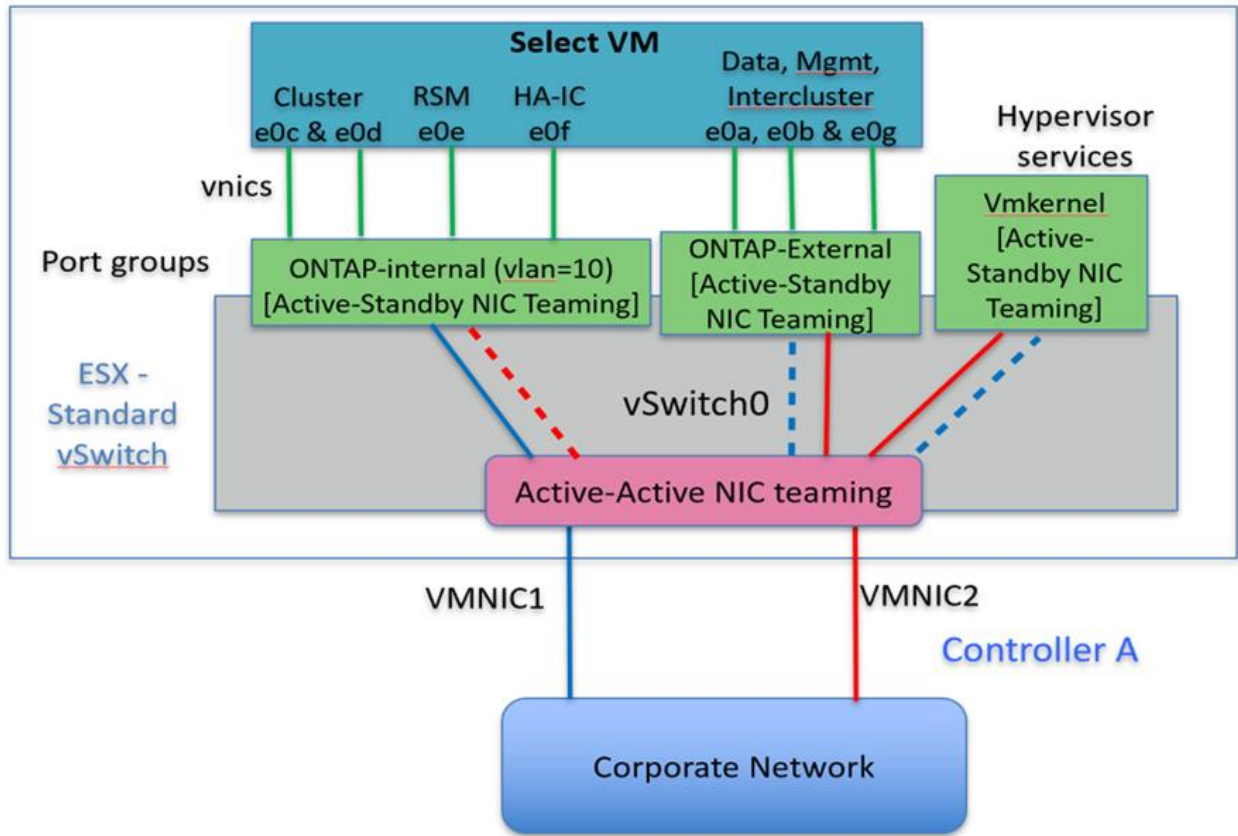 Select VM
Cluster
e0c & e0d
RSM
e0e
HA-IC
e0f
Data, Mgmt,
Intercluster
e0a, e0b & e0g
Hypervisor
services
vnics
Port groups
ONTAP-internal (vlan=10)
[Active-Standby NIC Teaming]
ONTAP-External
[Active-Standby
NIC Teaming]
Vmkernel
[Active-
Standby NIC
Teaming]
ESX -
Standard
vSwitch
vSwitch0
Active-Active NIC teaming
VMNIC1
VMNIC2
Controller A
Corporate Network